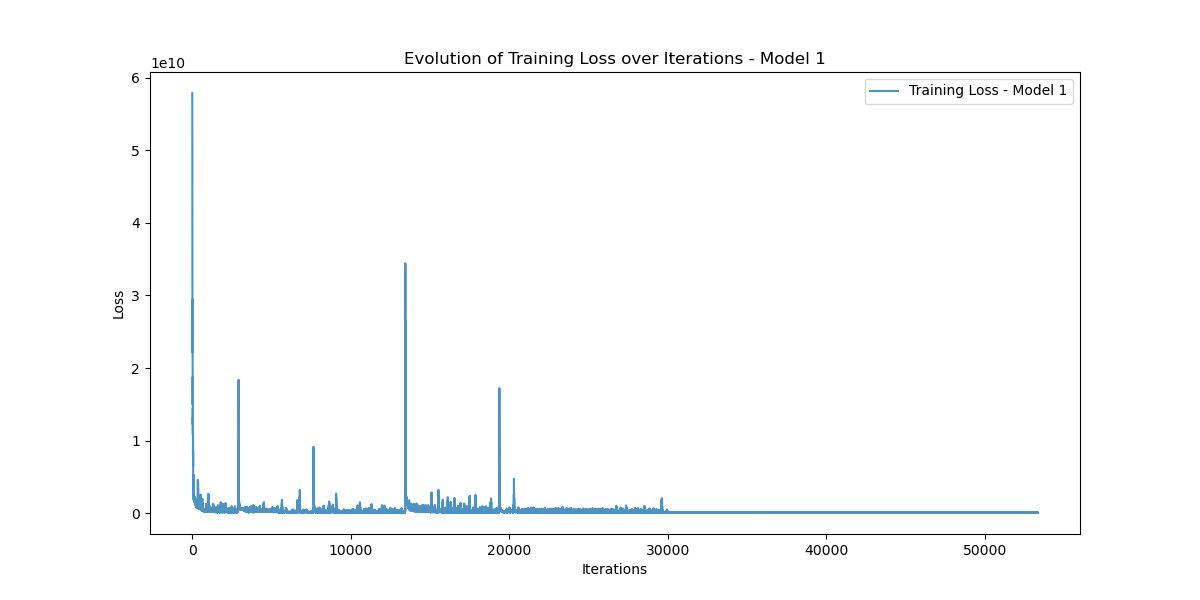 Evolution of Training Loss over Iterations - Model 1
1e10
Training Loss - Model 1
6
5
4
3
2
1
0
Loss
0 10000 20000 30000 40000 50000
Iterations